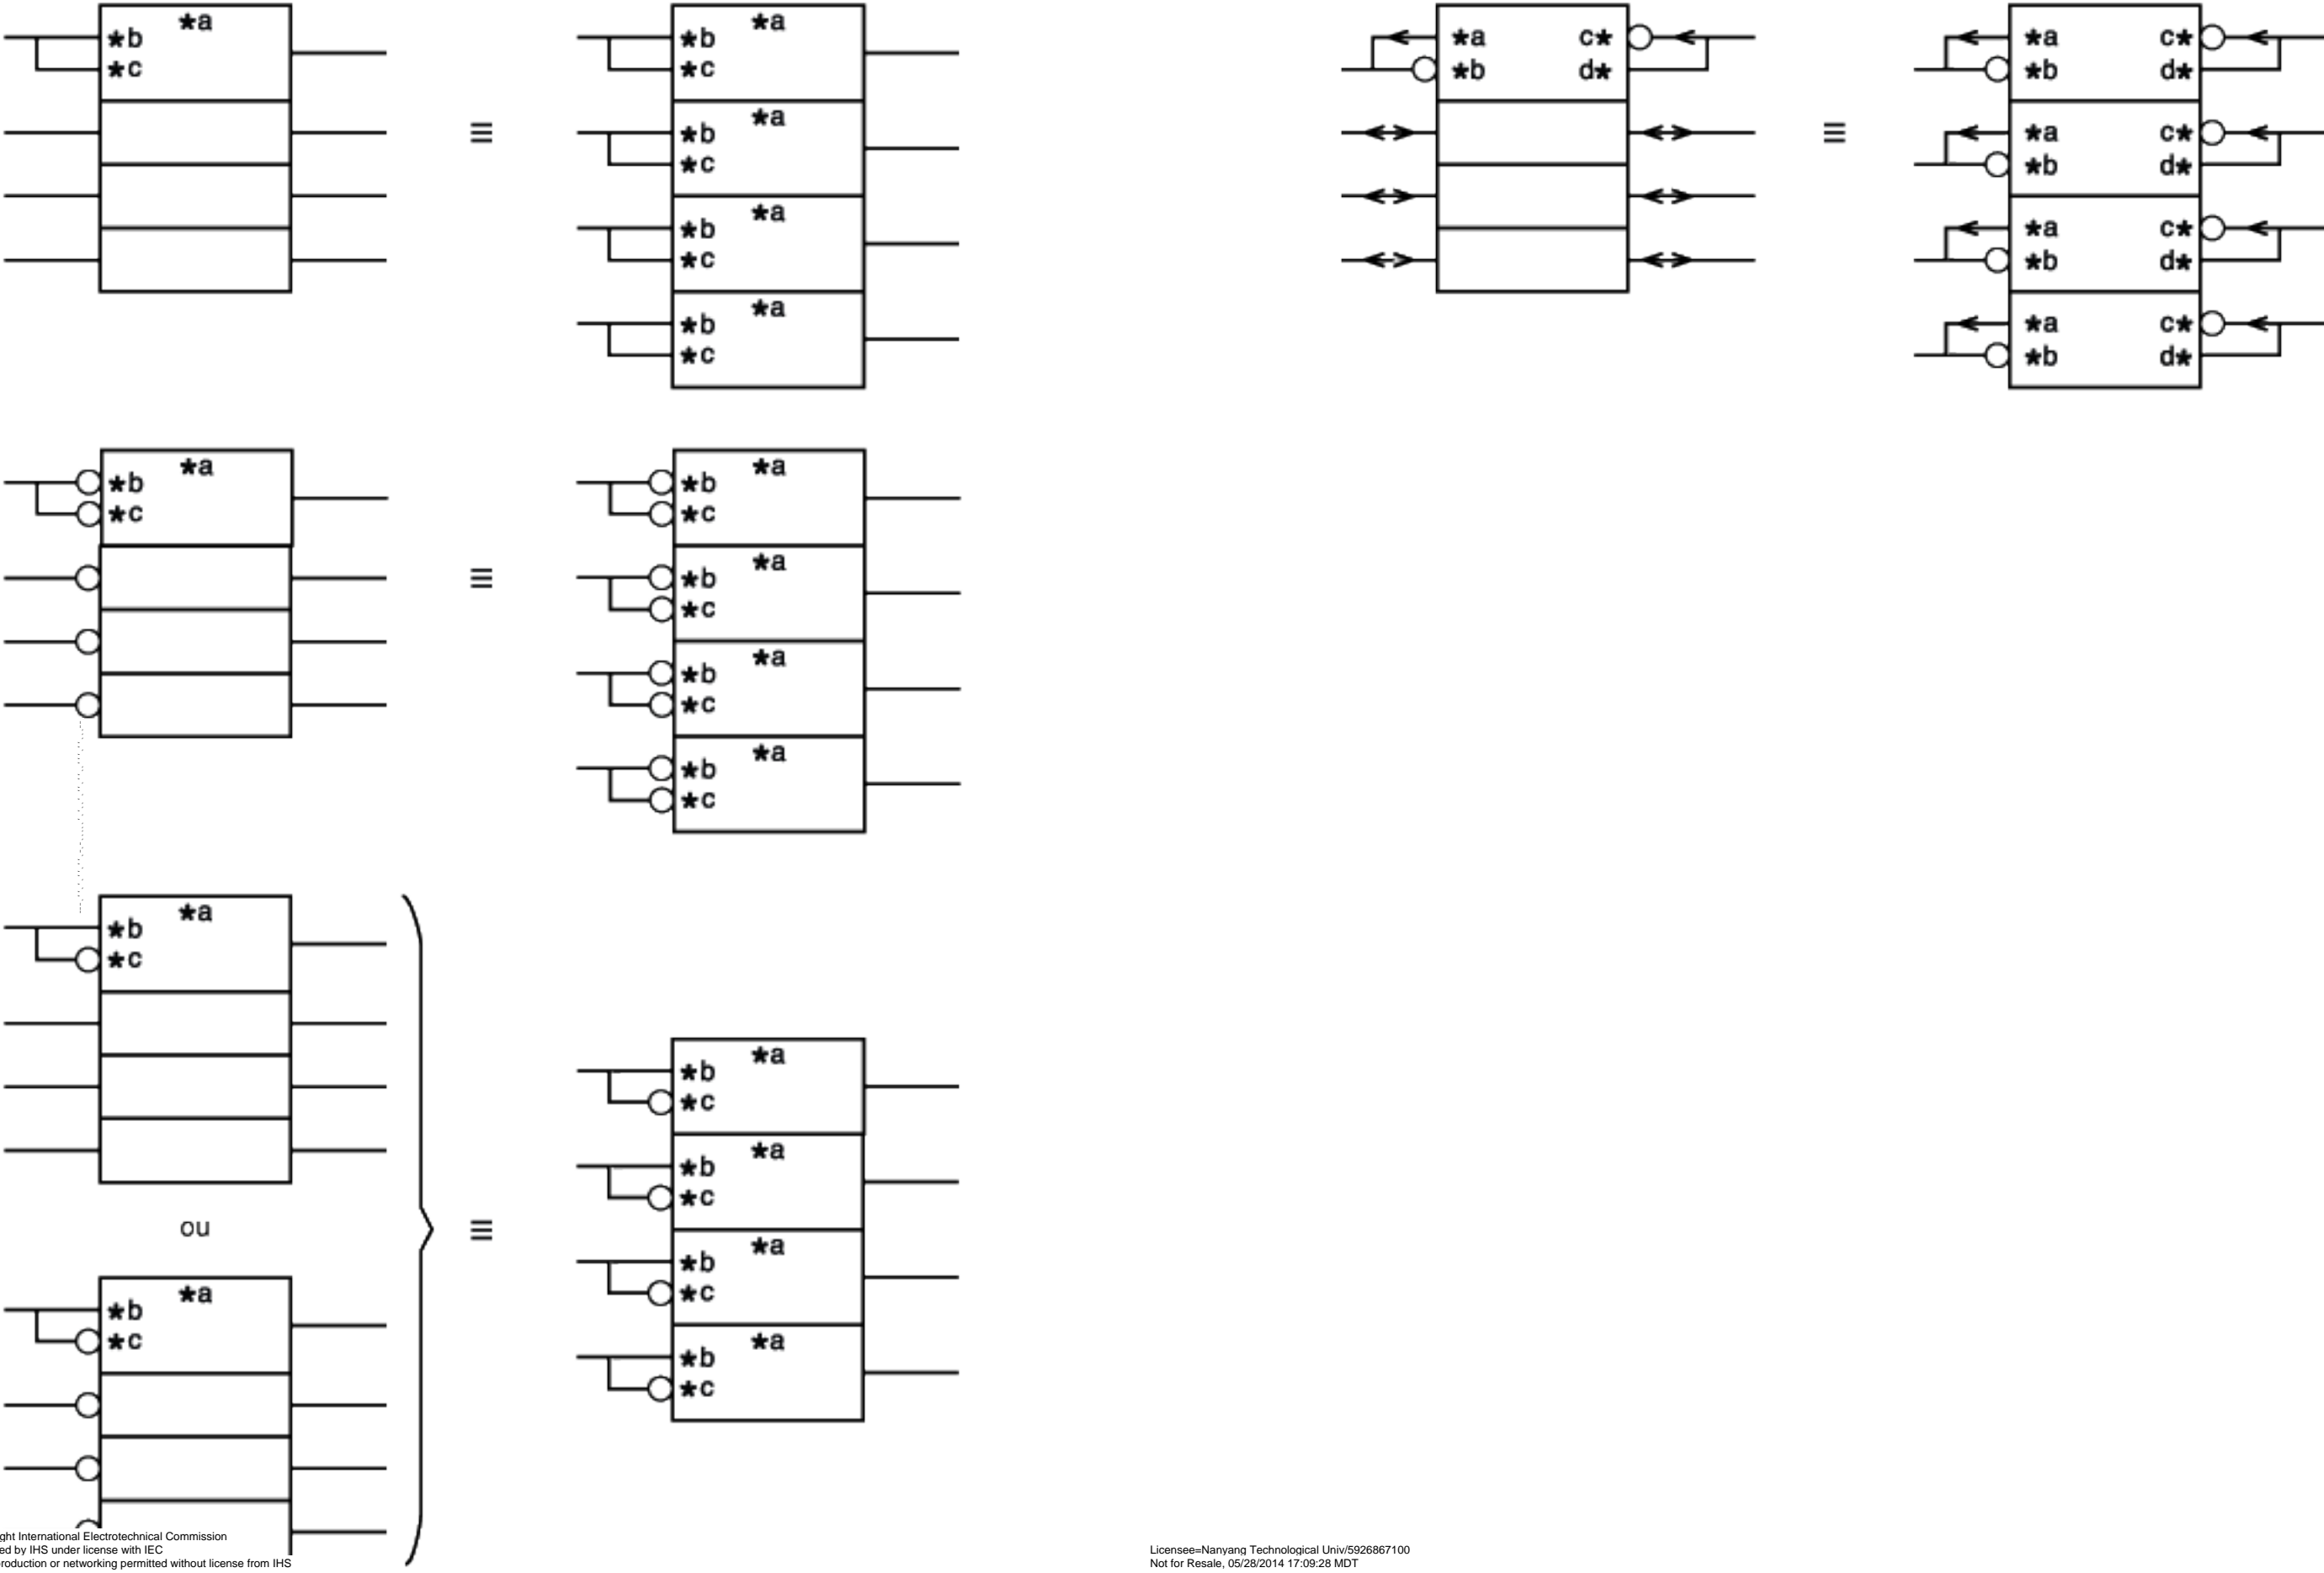 *a
*b
*c
≡
*a
*b
*c
*a
*b
*c
*a
*b
*c
*a
*b
*c
*a c*
*b d*
≡
*a c*
*b d*
*a c*
*b d*
*a c*
*b d*
*a c*
*b d*
*a
*b
*c
≡
*a
*b
*c
*a
*b
*c
*a
*b
*c
*a
*b
*c
*a
*b
*c
ou
*a
*b
*c
≡
*a
*b
*c
*a
*b
*c
*a
*b
*c
*a
*b
*c
ght International Electrotechnical Commission
ed by IHS under license with IEC
roduction or networking permitted without license from IHS
Licensee=Nanyang Technological Univ/5926867100
Not for Resale, 05/28/2014 17:09:28 MDT